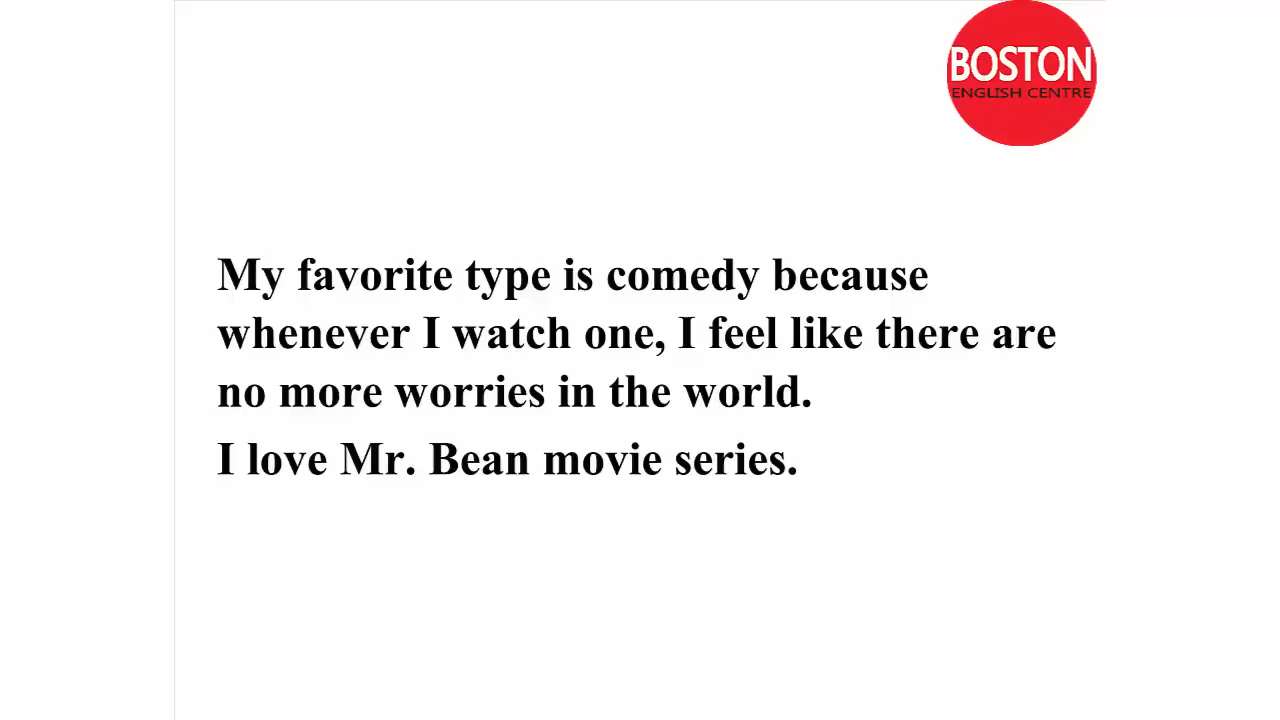 BOSTON
ENGLISH CENTRE
My favorite type is comedy because
whenever I watch one, I feel like there are
no more worries in the world.
I love Mr. Bean movie series.